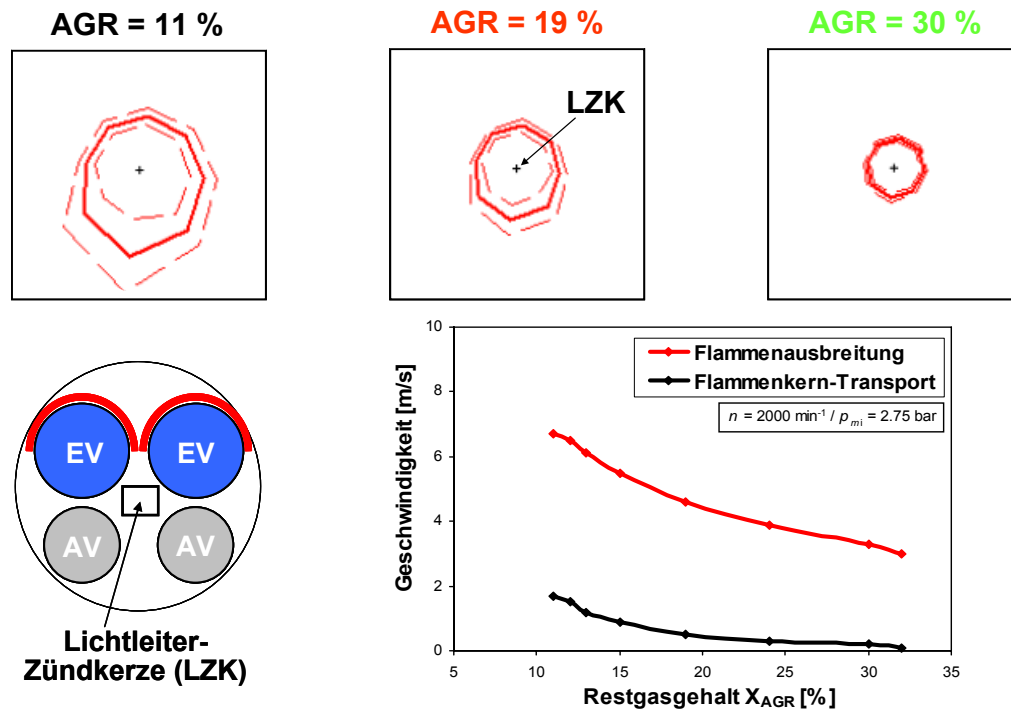 AGR = 11 %
AGR = 19 %
AGR = 30 %
LZK
EV
EV
AV
AV
Lichtleiter-
Zündkerze (LZK)
Geschwindigkeit [m/s]
10
8
6
4
2
0
Flammenausbreitung
Flammenkern-Transport
n = 2000 min⁻¹ / p mi = 2.75 bar
5
10
15
20
25
30
35
Restgasgehalt X_AGR [%]